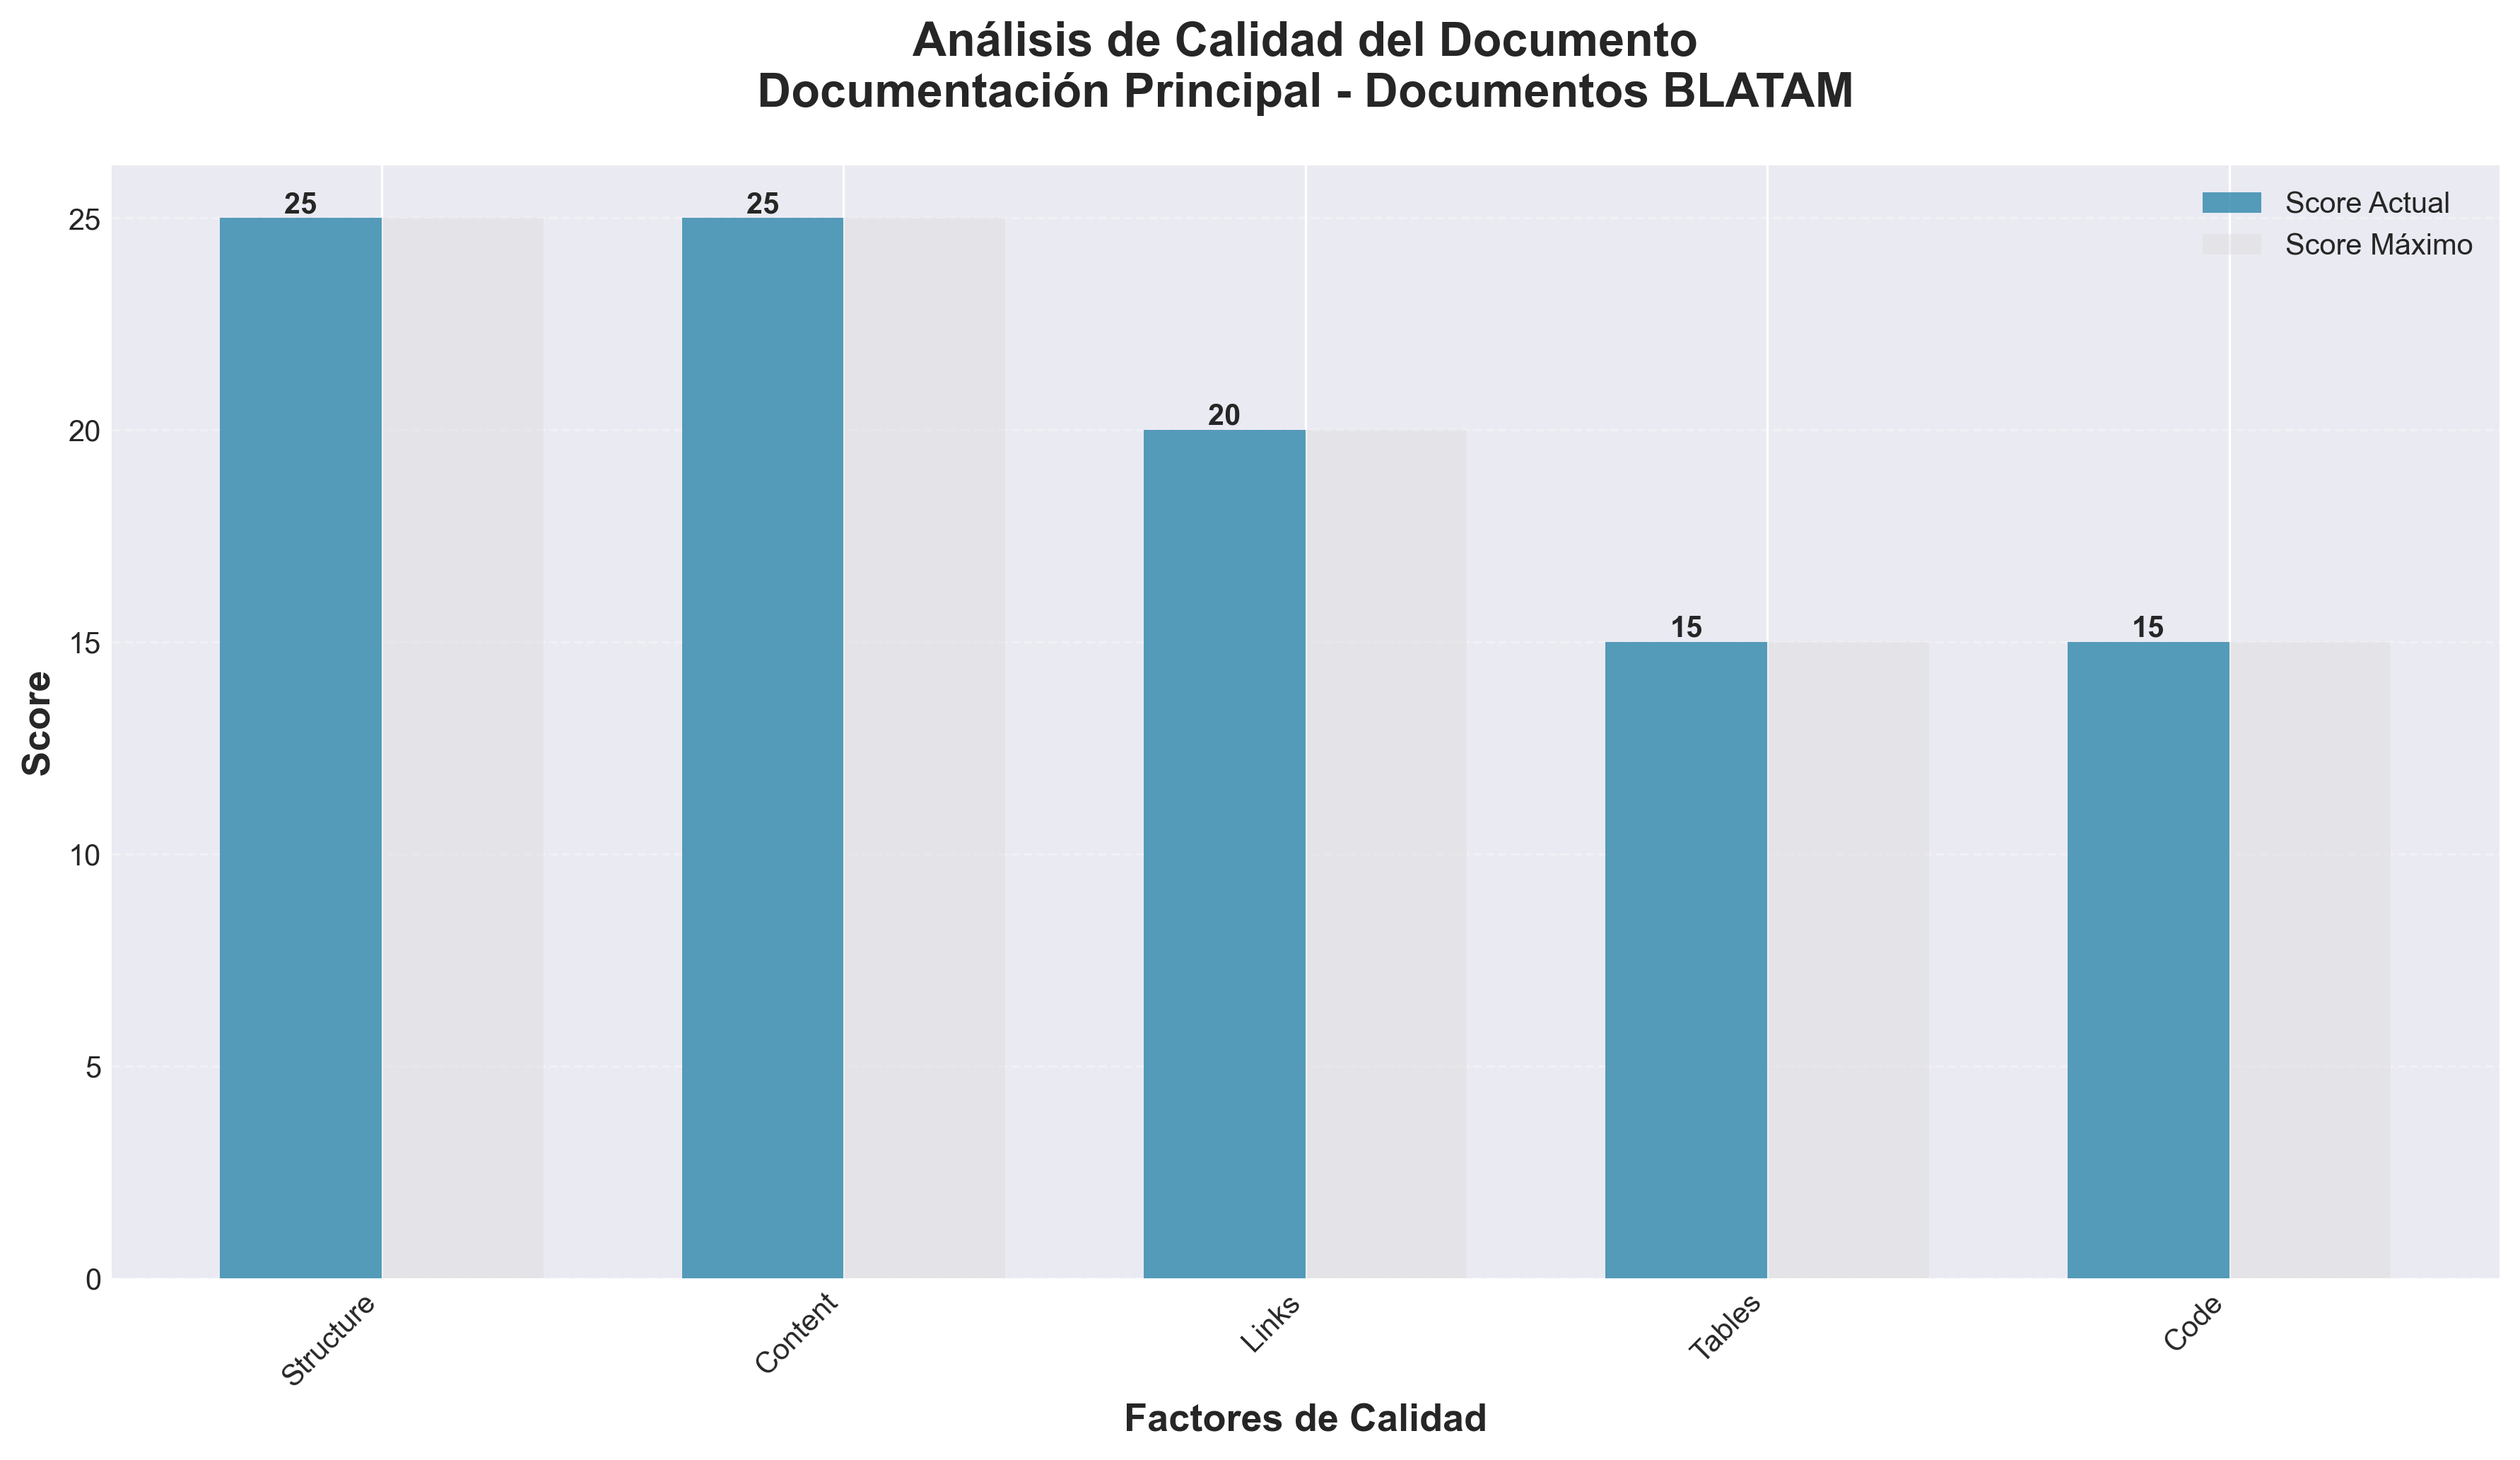 Análisis de Calidad del Documento
Documentación Principal - Documentos BLATAM
Score Actual
Score Máximo
25
25
20
15
15
25
20
15
10
5
0
Score
Structure
Content
Links
Tables
Code
Factores de Calidad